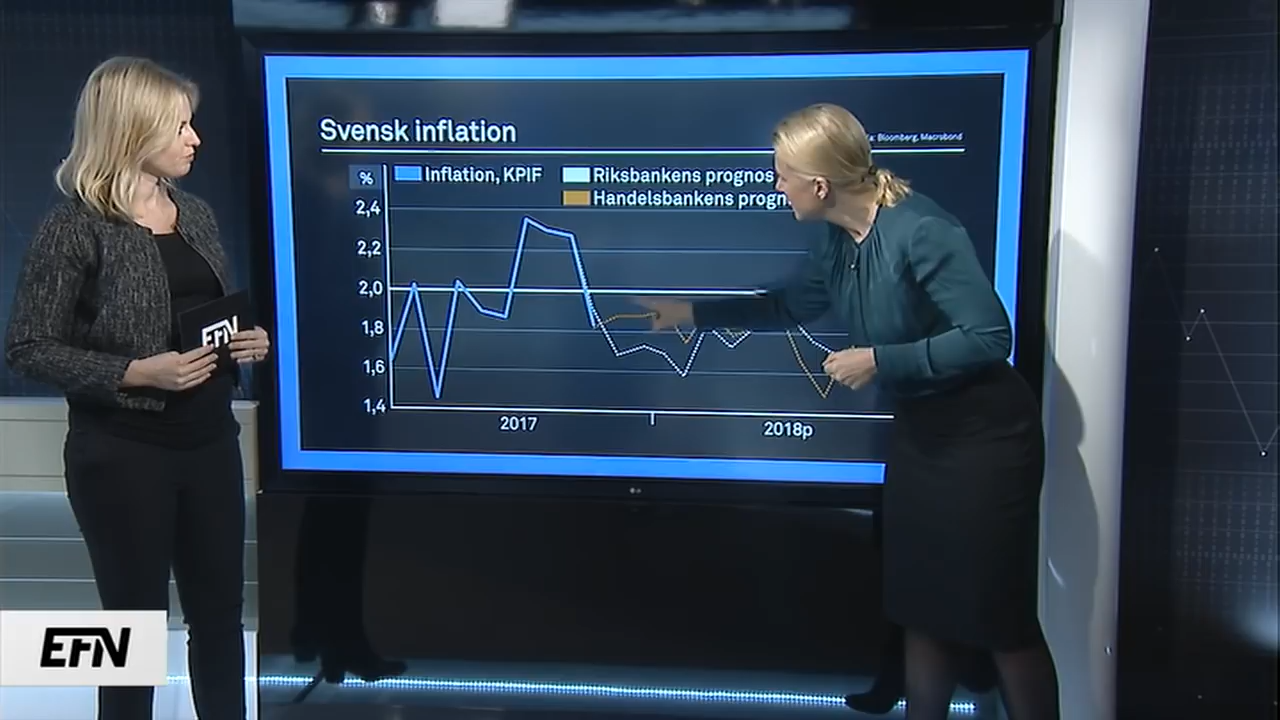 Svensk inflation
Bloomberg, Macrobond
% Inflation, KPIF Riksbankens prognos
Handelsbankens progn
2,4
2,2
2,0
1,8
1,6
1,4
2017 2018p
EFN
EFN